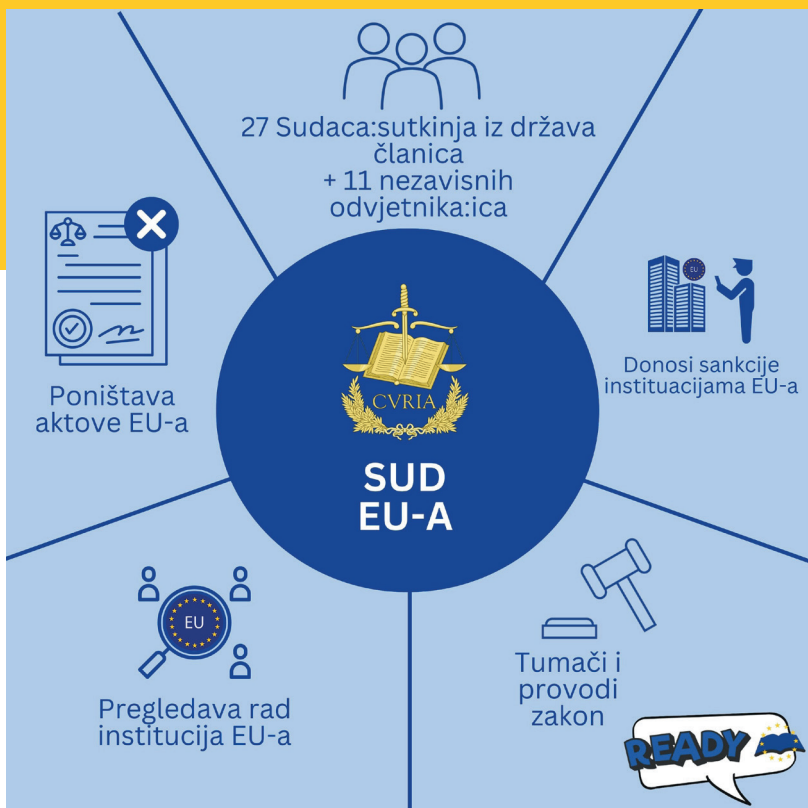 27 Sudaca:sutkinja iz država
članica
+ 11 nezavisnih
odvjetnika:ica
Poništava
aktove EU-a
EU
Donosi sankcije
instituacijama EU-a
CVRIA
SUD
EU-A
EU
Pregledava rad
institucija EU-a
Tumači i
provodi
zakon
READY